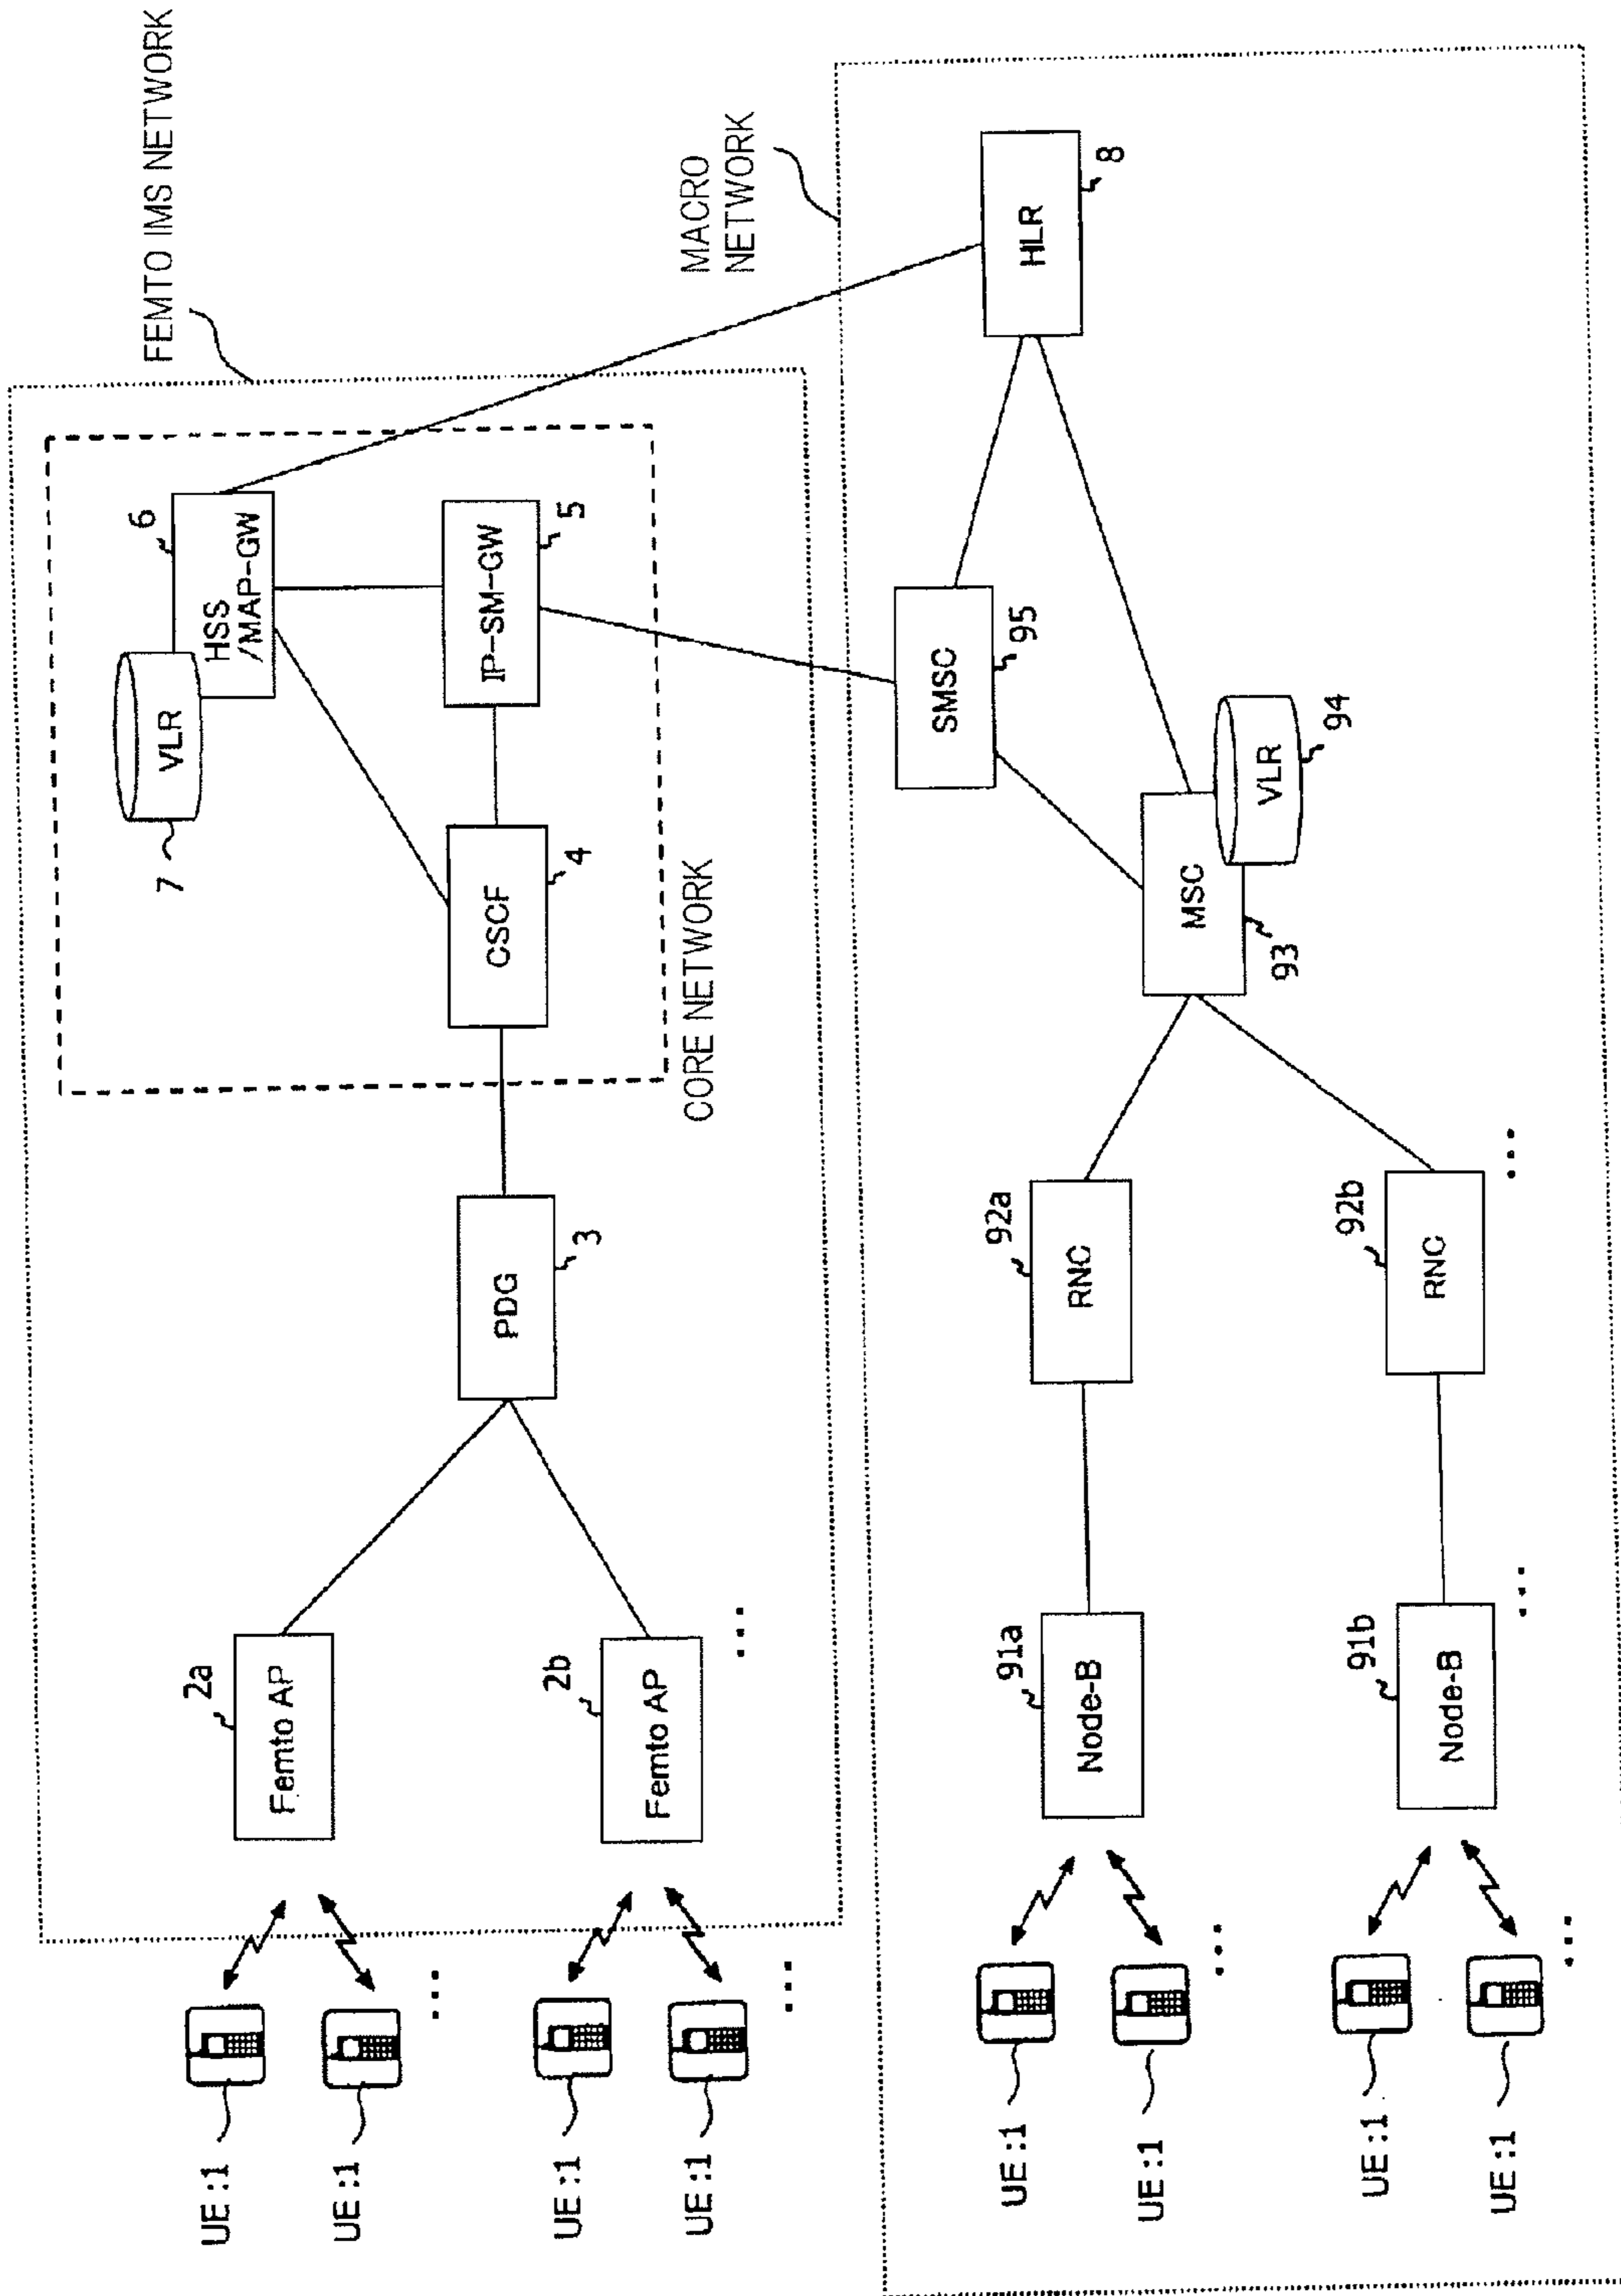 FEMTO IMS NETWORK
7
VLR
6
HSS
/MAP-GW
2a
Femto AP
PDG
3
CSCF
4
IP-SM-GW
5
2b
Femto AP
...
CORE NETWORK
UE :1
UE :1
...
UE :1
UE :1
...
MACRO
NETWORK
SMSC
95
HLR
8
91a
Node-B
92a
RNC
MSC
93
VLR
94
91b
Node-B
...
92b
RNC
...
UE :1
UE :1
...
UE :1
UE :1
...